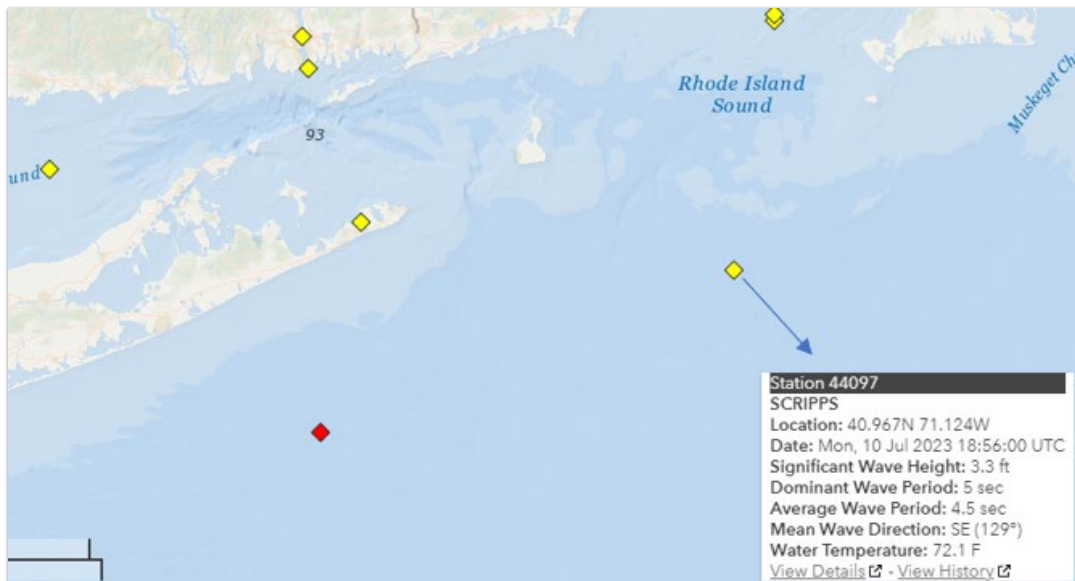 Rhode Island
Sound
Muskeget Ch
93
und
Station 44097
SCRIPPS
Location: 40.967N 71.124W
Date: Mon, 10 Jul 2023 18:56:00 UTC
Significant Wave Height: 3.3 ft
Dominant Wave Period: 5 sec
Average Wave Period: 4.5 sec
Mean Wave Direction: SE (129°)
Water Temperature: 72.1 F
View Details - View History